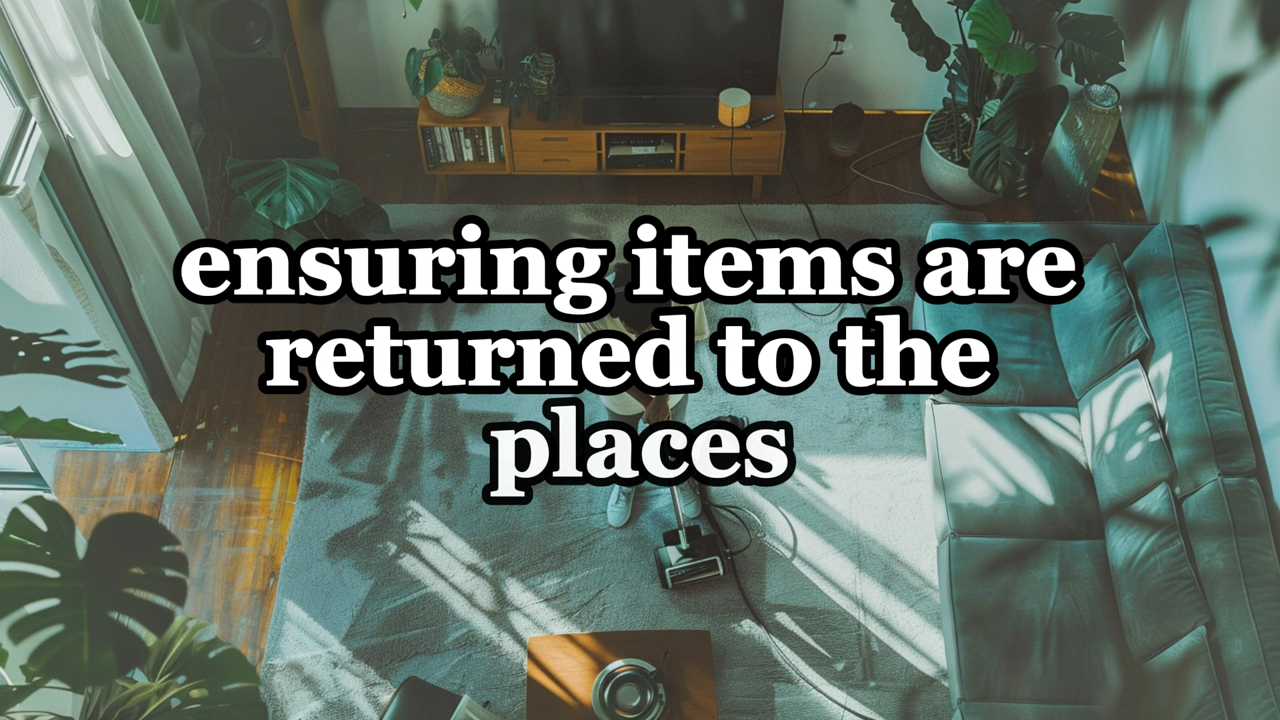 ensuring items are
returned to the
places